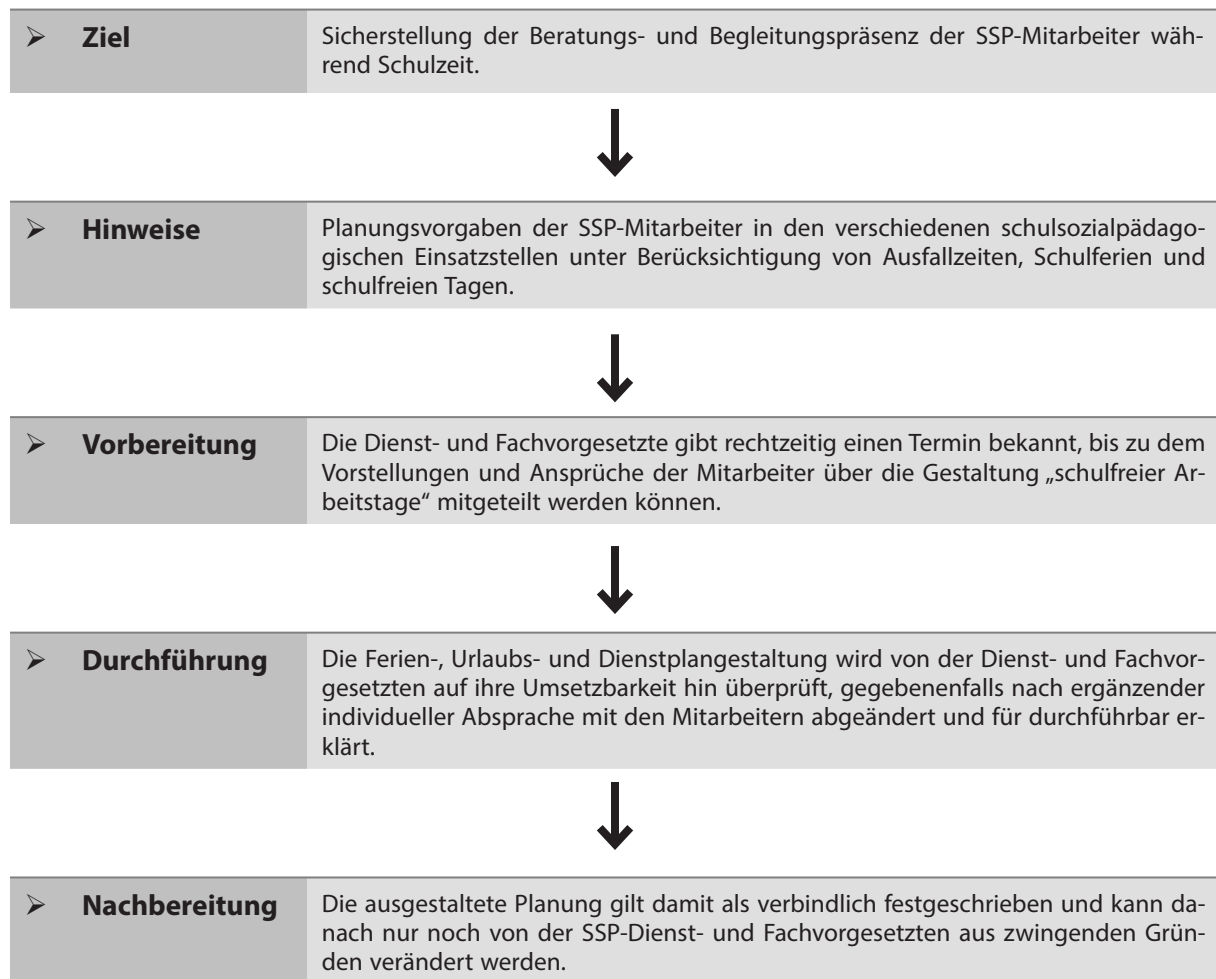 ➢ Ziel
Sicherstellung der Beratungs- und Begleitungspräsenz der SSP-Mitarbeiter wäh-
rend Schulzeit.
➢ Hinweise
Planungsvorgaben der SSP-Mitarbeiter in den verschiedenen schulsozialpädago-
gischen Einsatzstellen unter Berücksichtigung von Ausfallzeiten, Schulferien und
schulfreien Tagen.
➢ Vorbereitung
Die Dienst- und Fachvorgesetzte gibt rechtzeitig einen Termin bekannt, bis zu dem
Vorstellungen und Ansprüche der Mitarbeiter über die Gestaltung „schulfreier Ar-
beitstage“ mitgeteilt werden können.
➢ Durchführung
Die Ferien-, Urlaubs- und Dienstplangestaltung wird von der Dienst- und Fachvor-
gesetzten auf ihre Umsetzbarkeit hin überprüft, gegebenenfalls nach ergänzender
individueller Absprache mit den Mitarbeitern abgeändert und für durchführbar er-
klärt.
➢ Nachbereitung
Die ausgestaltete Planung gilt damit als verbindlich festgeschrieben und kann da-
nach nur noch von der SSP-Dienst- und Fachvorgesetzten aus zwingenden Grün-
den verändert werden.